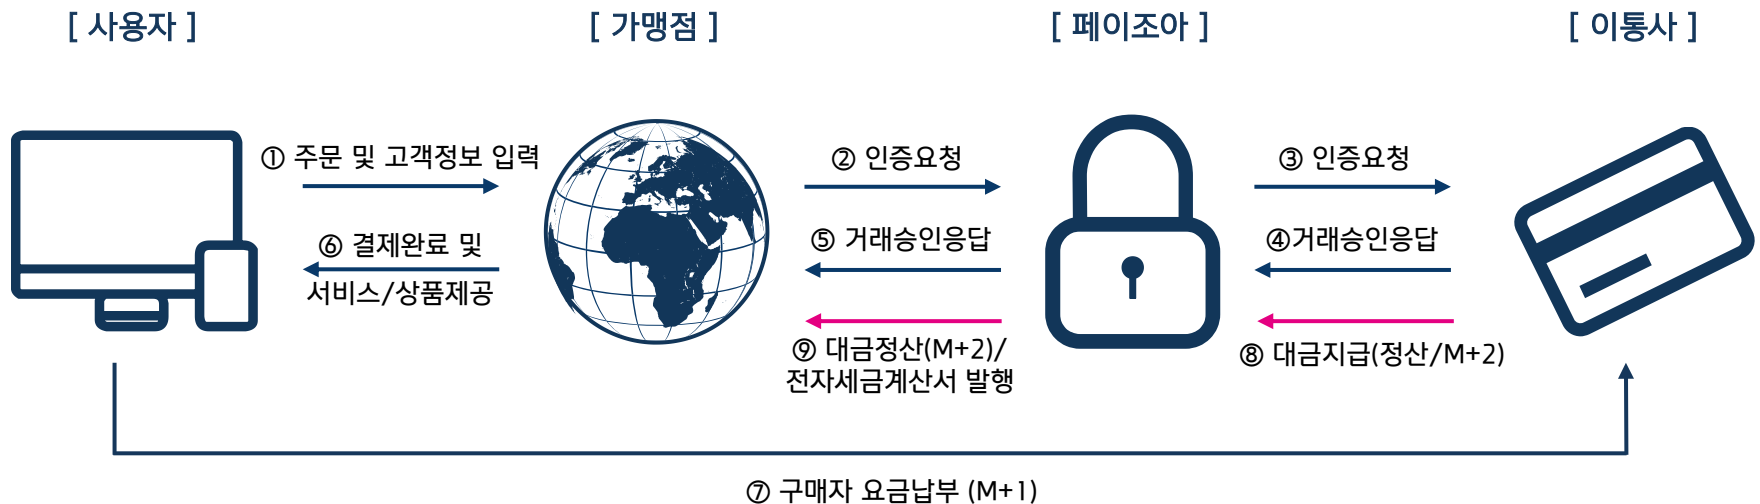 [ 사용자 ]
[ 가맹점 ]
[ 페이조아 ]
[ 이통사 ]
① 주문 및 고객정보 입력
② 인증요청
③ 인증요청
⑥ 결제완료 및
서비스/상품제공
⑤ 거래승인응답
④거래승인응답
⑨ 대금정산(M+2)/
전자세금계산서 발행
⑧ 대금지급(정산/M+2)
⑦ 구매자 요금납부 (M+1)